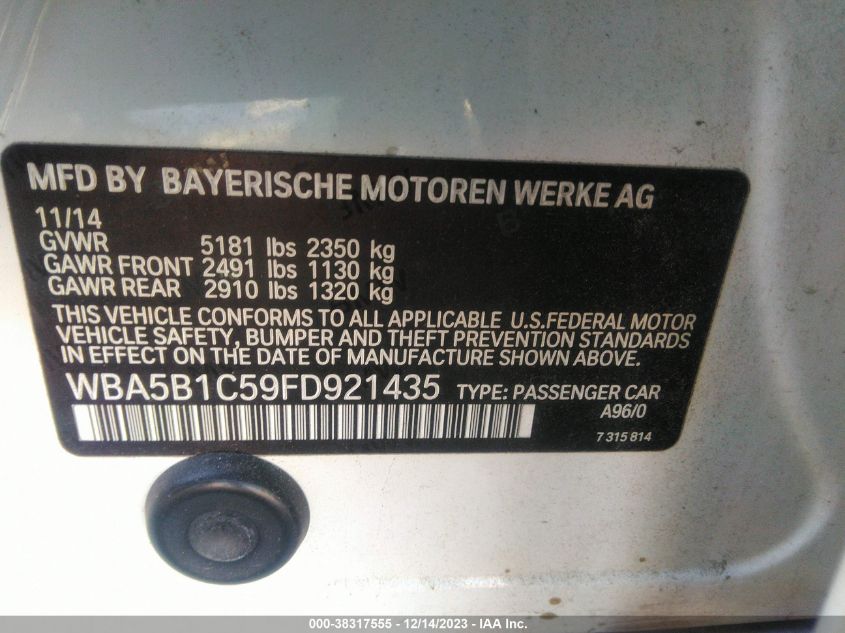 MFD BY BAYERISCHE MOTOREN WERKE AG
11/14
GVWR 5181 lbs 2350 kg
GAWR FRONT 2491 lbs 1130 kg
GAWR REAR 2910 lbs 1320 kg
THIS VEHICLE CONFORMS TO ALL APPLICABLE U.S.FEDERAL MOTOR
VEHICLE SAFETY, BUMPER AND THEFT PREVENTION STANDARDS
IN EFFECT ON THE DATE OF MANUFACTURE SHOWN ABOVE.
WBA5B1C59FD921435 TYPE: PASSENGER CAR
A96/0
7 315 814
000-38317555 - 12/14/2023 - IAA Inc.